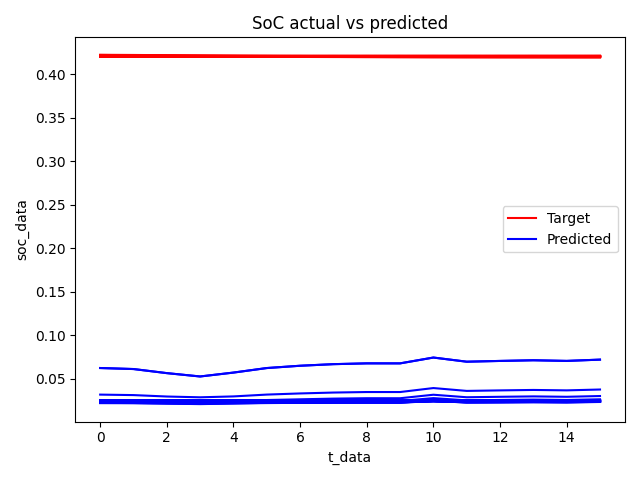 SoC actual vs predicted
soc_data
0.40
0.35
0.30
0.25
0.20
0.15
0.10
0.05
Target
Predicted
0 2 4 6 8 10 12 14
t_data